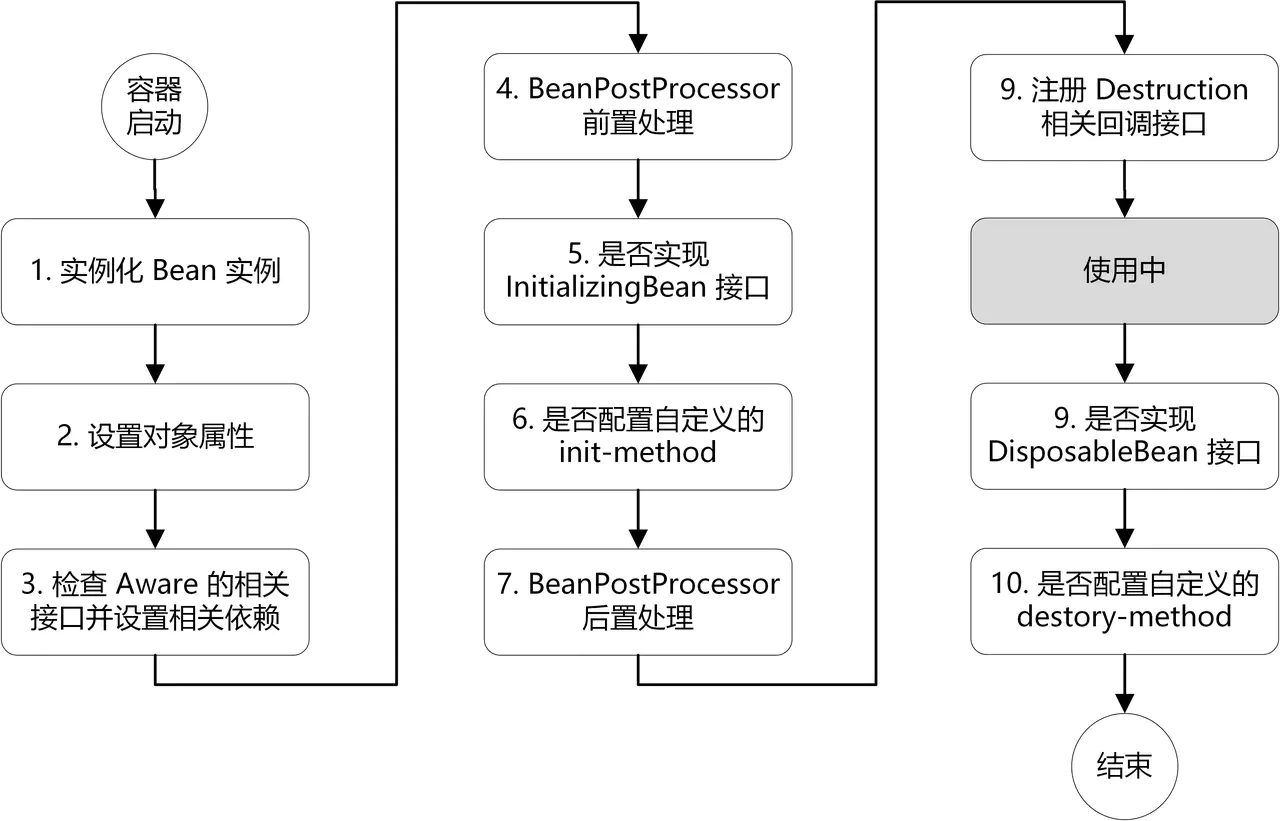 容器
启动
1. 实例化 Bean 实例
2. 设置对象属性
3. 检查 Aware 的相关
接口并设置相关依赖
4. BeanPostProcessor
前置处理
5. 是否实现
InitializingBean 接口
6. 是否配置自定义的
init-method
7. BeanPostProcessor
后置处理
9. 注册 Destruction
相关回调接口
使用中
9. 是否实现
DisposableBean 接口
10. 是否配置自定义的
destory-method
结束